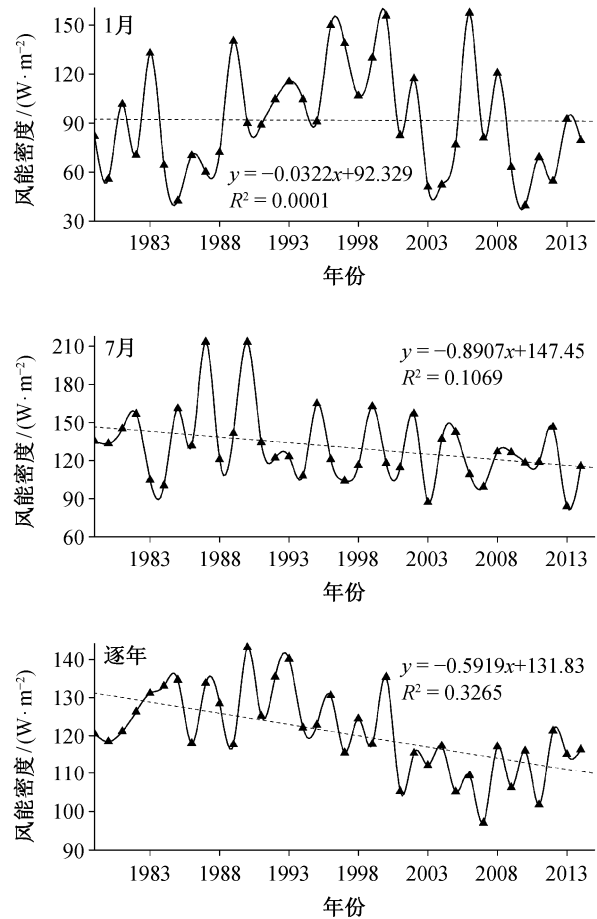 1月
风能密度/(W·m⁻²)
150
120
90
60
30
y = −0.0322x+92.329
R² = 0.0001
1983 1988 1993 1998 2003 2008 2013
年份
7月
风能密度/(W·m⁻²)
210
180
150
120
90
60
y = −0.8907x+147.45
R² = 0.1069
1983 1988 1993 1998 2003 2008 2013
年份
逐年
风能密度/(W·m⁻²)
140
130
120
110
100
90
y = −0.5919x+131.83
R² = 0.3265
1983 1988 1993 1998 2003 2008 2013
年份